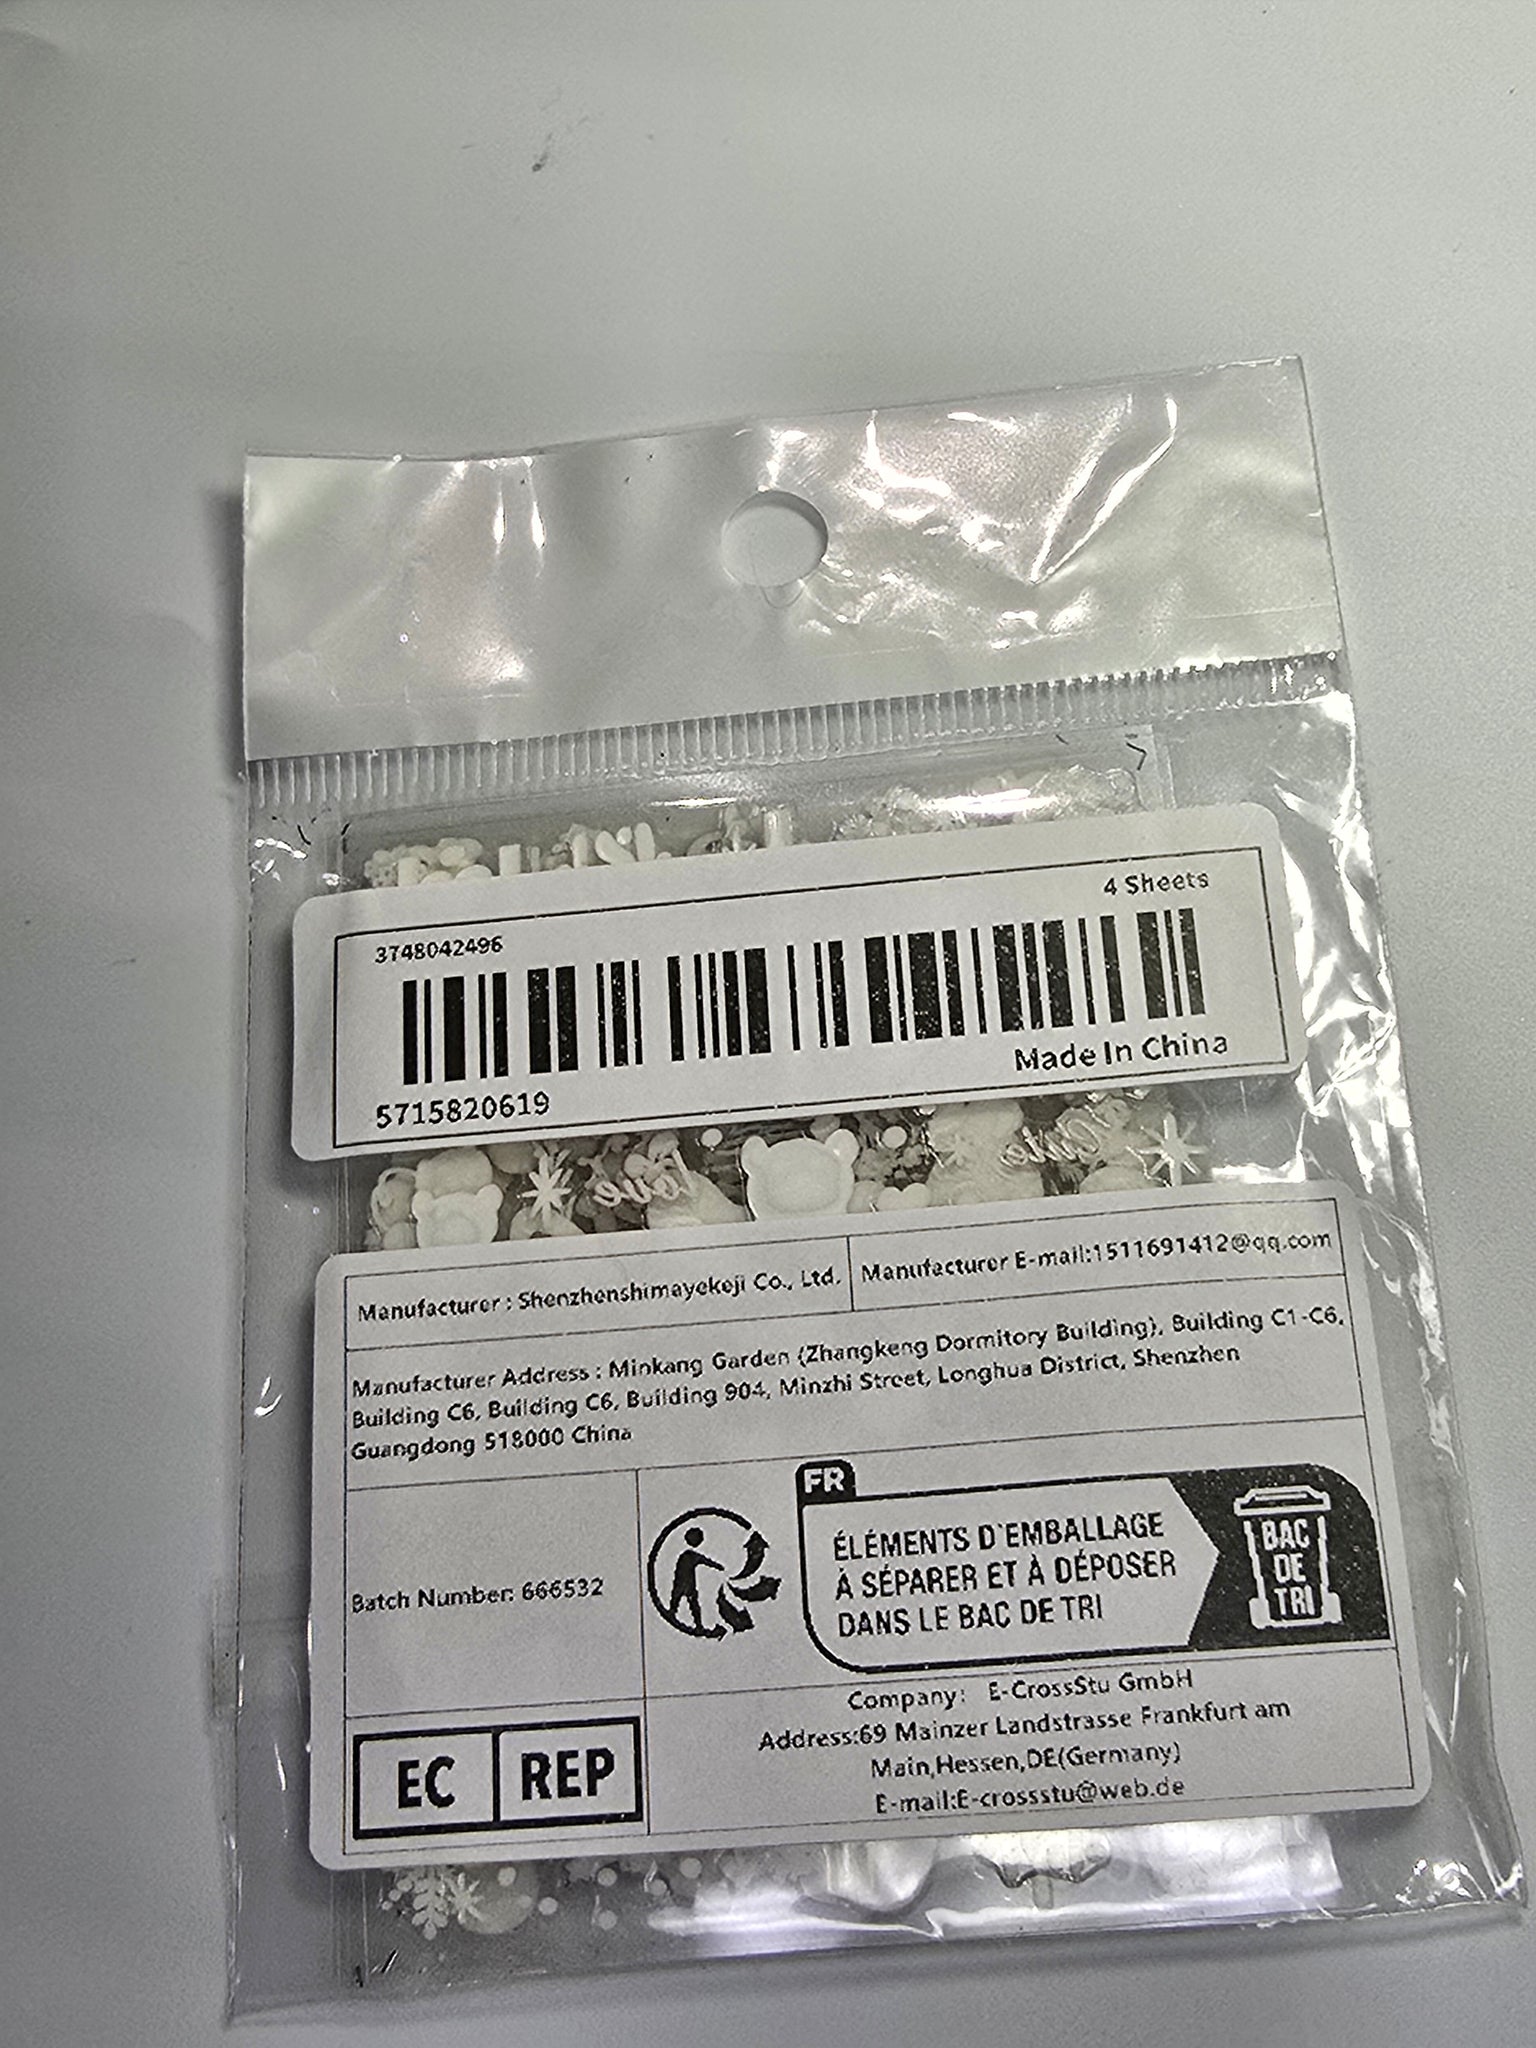 4 Sheets
3748042496
5715820619
Made In China
love
Cute
Manufacturer : Shenzhenshimayekeji Co., Ltd.
Manufacturer E-mail:1511691412@qq.com
Manufacturer Address : Minkang Garden (Zhangkeng Dormitory Building), Building C1-C6,
Building C6, Building C6, Building 904, Minzhi Street, Longhua District, Shenzhen
Guangdong 518000 China
Batch Number: 666532
FR
ÉLÉMENTS D'EMBALLAGE
À SÉPARER ET À DÉPOSER
DANS LE BAC DE TRI
BAC
DE
TRI
EC REP
Company: E-CrossStu GmbH
Address:69 Mainzer Landstrasse Frankfurt am
Main,Hessen,DE(Germany)
E-mail:E-crossstu@web.de